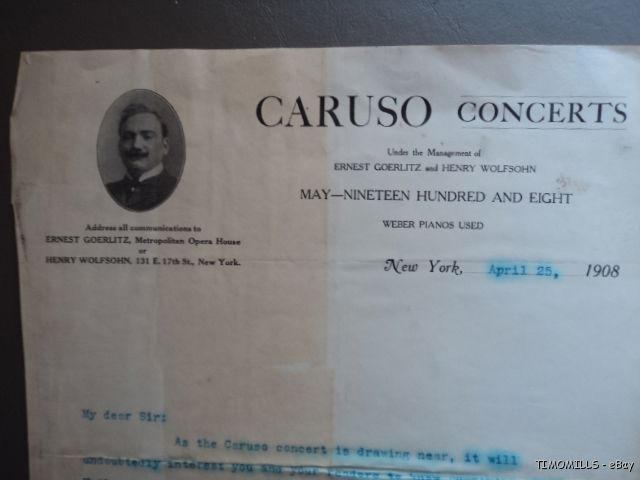 CARUSO CONCERTS
Under the Management of
ERNEST GOERLITZ and HENRY WOLFSOHN
MAY—NINETEEN HUNDRED AND EIGHT
WEBER PIANOS USED
Address all communications to
ERNEST GOERLITZ, Metropolitan Opera House
or
HENRY WOLFSOHN, 131 E. 17th St., New York.
New York, April 25, 1908
My dear Sir:
As the Caruso concert is drawing near, it will
undoubtedly interest you and your readers to
TIMOMILLS - eBay